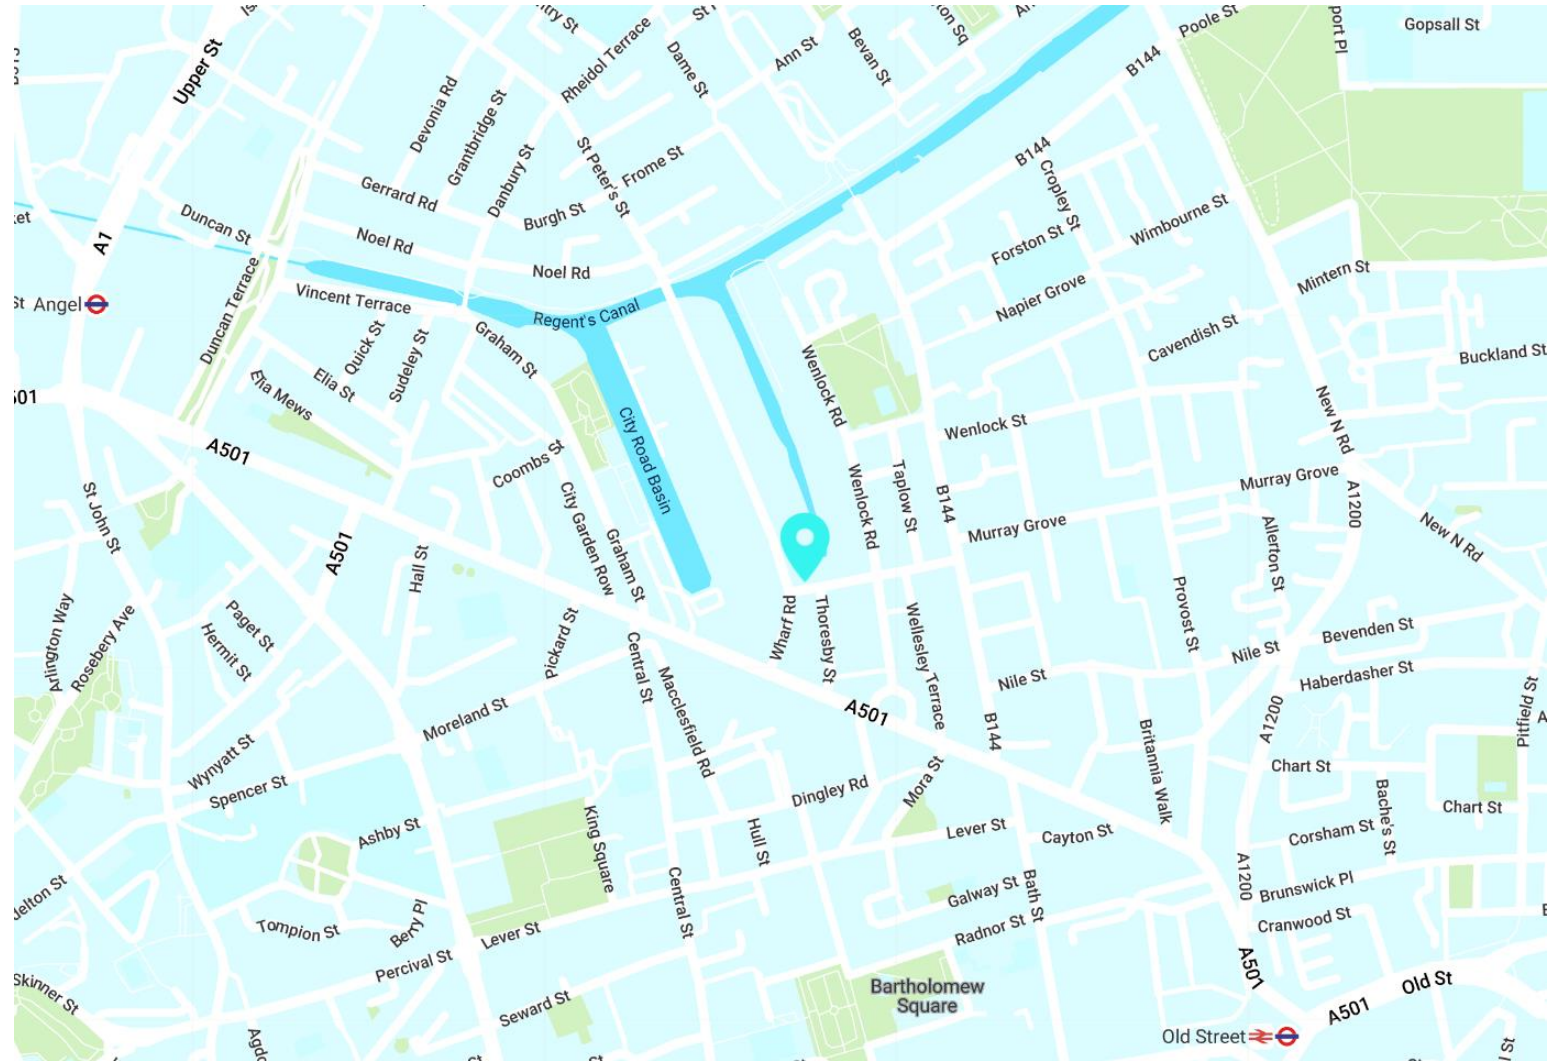 Upper St
Rheidol Terrace
Dame St
Ann St
Bevan St
B144
Poole St
Gopsall St
Devonia Rd
Grantbridge St
Danbury St
St Peter's St
Frome St
Burgh St
Gerrard Rd
Noel Rd
Noel Rd
Duncan St
A1
Angel
Duncan Terrace
Vincent Terrace
Regent's Canal
B144
Cropley St
Forston St
Wimbourne St
Napier Grove
Mintern St
Cavendish St
Buckland St
Quick St
Sudeley St
Graham St
Elia St
Elia Mews
Wenlock Rd
New N Rd
A501
City Road Basin
Coombs St
Wenlock St
Murray Grove
A1200
St John St
City Garden Row
Graham St
Wenlock Rd
Taplow St
B144
Murray Grove
Allerton St
New N Rd
A501
Hall St
Arlington Way
Rosebery Ave
Paget St
Hermit St
Pickard St
Wharf Rd
Thoresby St
Wellesley Terrace
Provost St
Nile St
Bevenden St
Haberdasher St
Nile St
Central St
Macclesfield Rd
Moreland St
A501
B144
Britannia Walk
A1200
Pitfield St
Wynyatt St
Spencer St
Dingley Rd
Mora St
Chart St
Bache's St
Chart St
Ashby St
King Square
Hull St
Lever St
Cayton St
Corsham St
Central St
Galway St
Bath St
A1200
Brunswick Pl
Cranwood St
Radnor St
Tompion St
Berry Pl
Lever St
Percival St
Skinner St
Seward St
Bartholomew
Square
A501
Old St
A501
Old Street